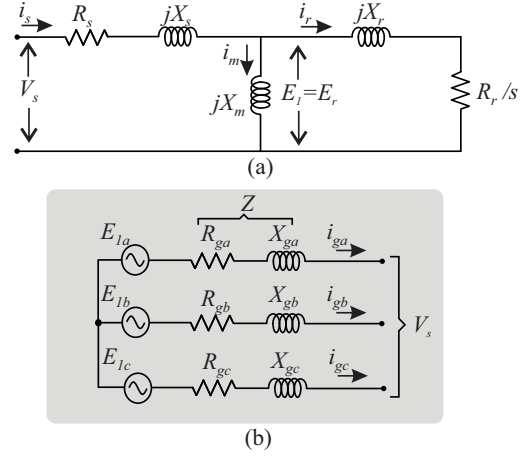 i_s R_s jX_s i_r jX_r
i_m
V_s jX_m E_1=E_r R_r/s
(a)
Z
E_1a R_ga X_ga i_ga
E_1b R_gb X_gb i_gb
V_s
E_1c R_gc X_gc i_gc
(b)